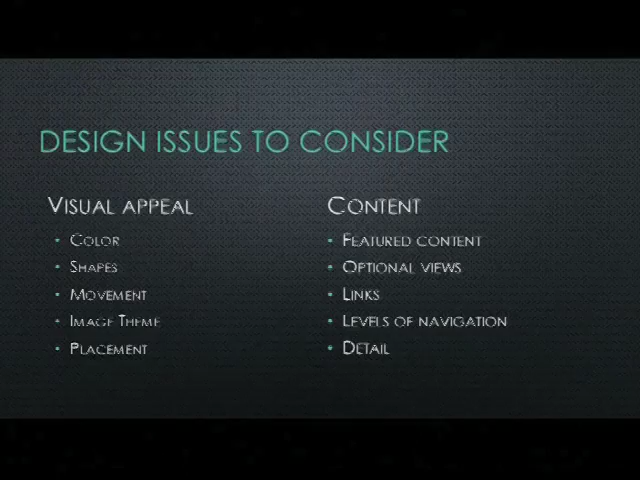 DESIGN ISSUES TO CONSIDER
VISUAL APPEAL
• COLOR
• SHAPES
• MOVEMENT
• IMAGE THEME
• PLACEMENT
CONTENT
• FEATURED CONTENT
• OPTIONAL VIEWS
• LINKS
• LEVELS OF NAVIGATION
• DETAIL